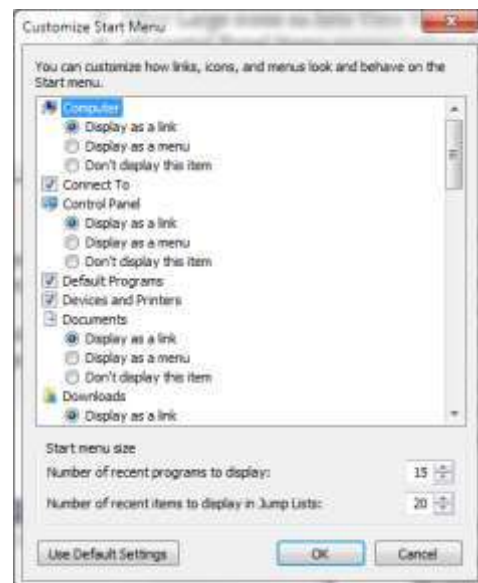 Customize Start Menu
You can customize how links, icons, and menus look and behave on the
Start menu.
Computer
Display as a link
Display as a menu
Don't display this item
Connect To
Control Panel
Display as a link
Display as a menu
Don't display this item
Default Programs
Devices and Printers
Documents
Display as a link
Display as a menu
Don't display this item
Downloads
Display as a link
Start menu size
Number of recent programs to display: 15
Number of recent items to display in Jump Lists: 20
Use Default Settings OK Cancel